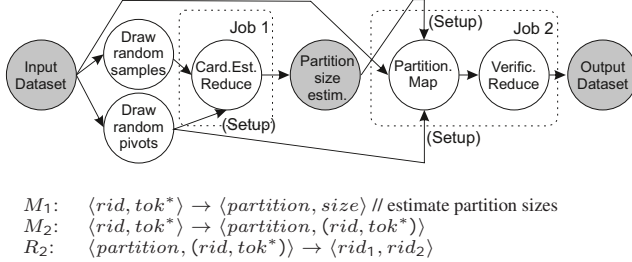 Job 1
Job 2
(Setup)
Input
Dataset
Draw
random
samples
Card.Est.
Reduce
Partition
size
estim.
Partition.
Map
Verific.
Reduce
Output
Dataset
Draw
random
pivots
(Setup)
(Setup)
M₁: ⟨rid, tok*⟩ → ⟨partition, size⟩ // estimate partition sizes
M₂: ⟨rid, tok*⟩ → ⟨partition, (rid, tok*)⟩
R₂: ⟨partition, (rid, tok*)⟩ → ⟨rid₁, rid₂⟩